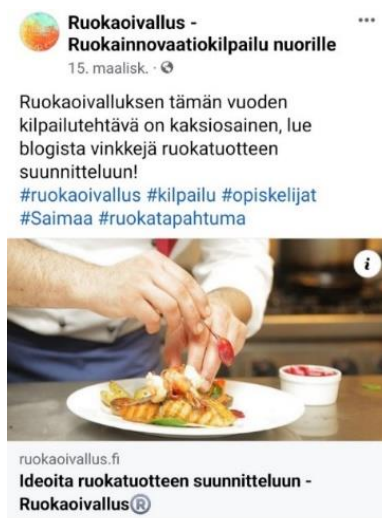 Ruokaoivallus -
Ruokainnovaatiokilpailu nuorille
15. maalisk. ·
Ruokaoivalluksen tämän vuoden
kilpailutehtävä on kaksiosainen, lue
blogista vinkkejä ruokatuotteen
suunnitteluun!
#ruokaoivallus #kilpailu #opiskelijat
#Saimaa #ruokatapahtuma
i
ruokaoivallus.fi
Ideoita ruokatuotteen suunnitteluun -
Ruokaoivallus®